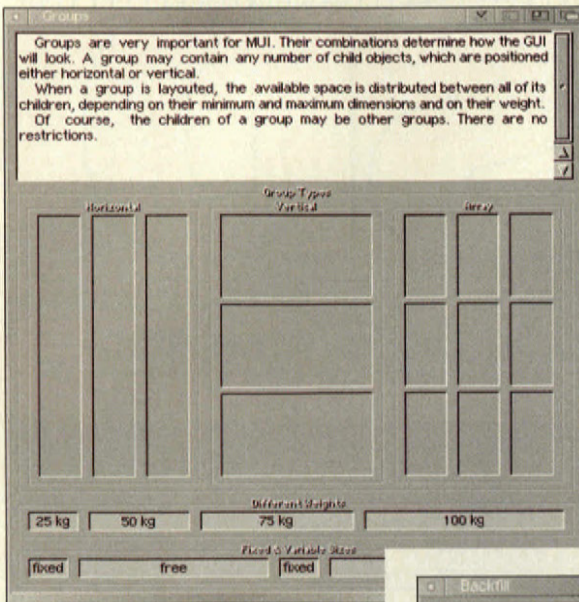 Groups
Groups are very important for MUI. Their combinations determine how the GUI
will look. A group may contain any number of child objects, which are positioned
either horizontal or vertical.
When a group is layouted, the available space is distributed between all of its
children, depending on their minimum and maximum dimensions and on their weight.
Of course, the children of a group may be other groups. There are no
restrictions.
Group Types
Horizontal Vertical Array
Different Weights
25 kg 50 kg 75 kg 100 kg
Fixed & Variable Sizes
fixed free fixed
Backfill